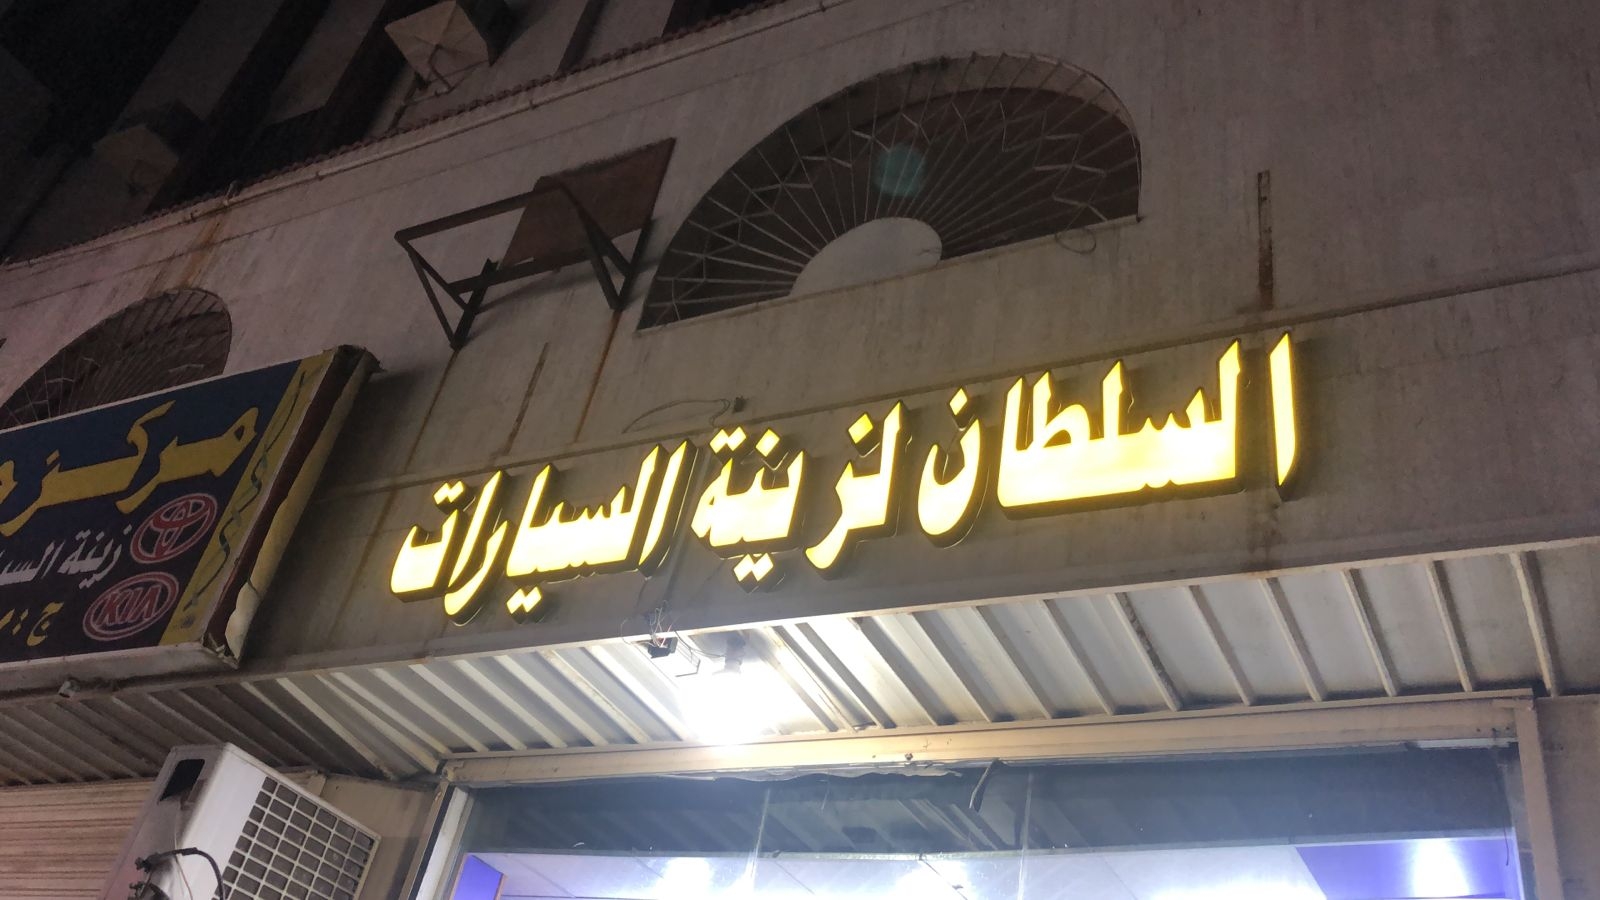 السلطان لزينة السيارات
مركز
زينة
KIA